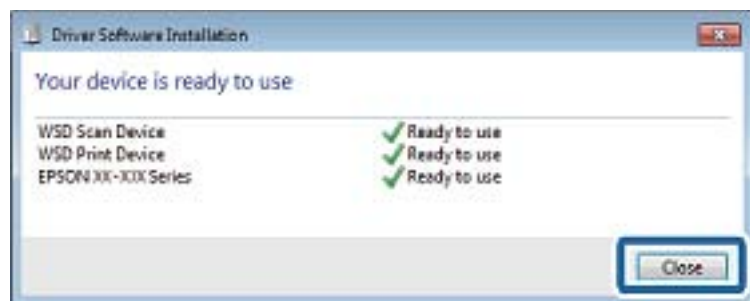 Driver Software Installation
Your device is ready to use
WSD Scan Device Ready to use
WSD Print Device Ready to use
EPSON XX-XXX Series Ready to use
Close